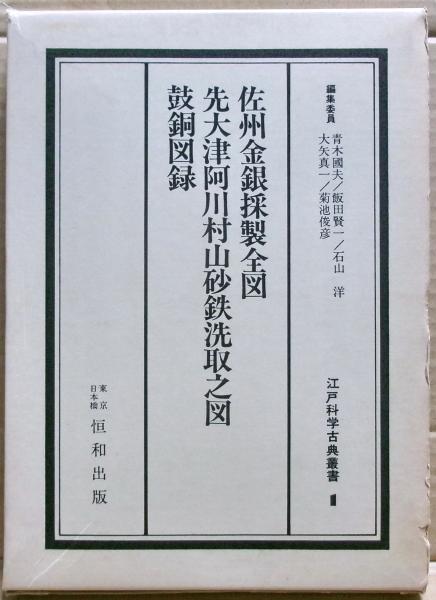 編集委員
青木國夫／飯田賢一／石山　洋
大矢真一／菊池俊彦
江戸科学古典叢書 1
佐州金銀採製全図
先大津阿川村山砂鉄洗取之図
鼓銅図録
東京
日本橋
恒和出版